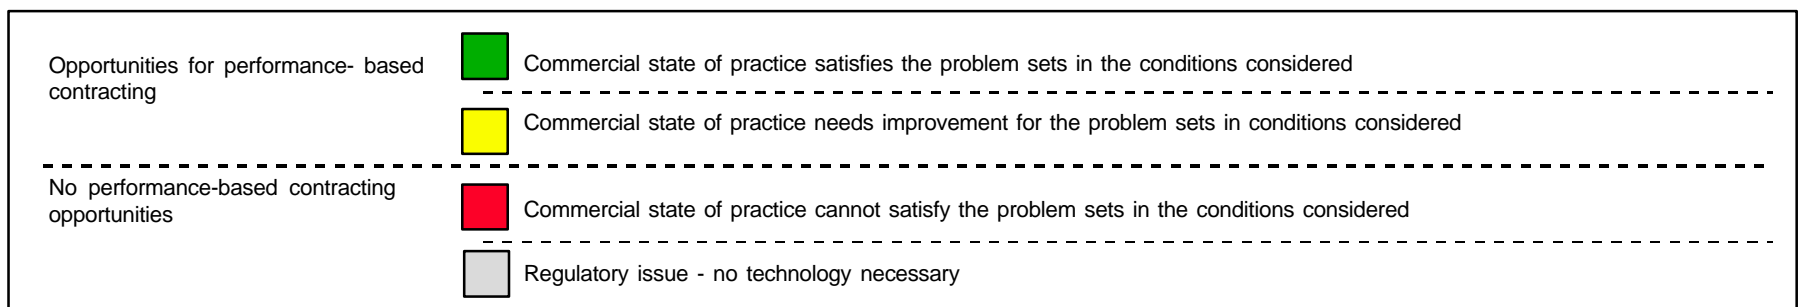 Opportunities for performance- based
contracting
Commercial state of practice satisfies the problem sets in the conditions considered
Commercial state of practice needs improvement for the problem sets in conditions considered
No performance-based contracting
opportunities
Commercial state of practice cannot satisfy the problem sets in the conditions considered
Regulatory issue - no technology necessary